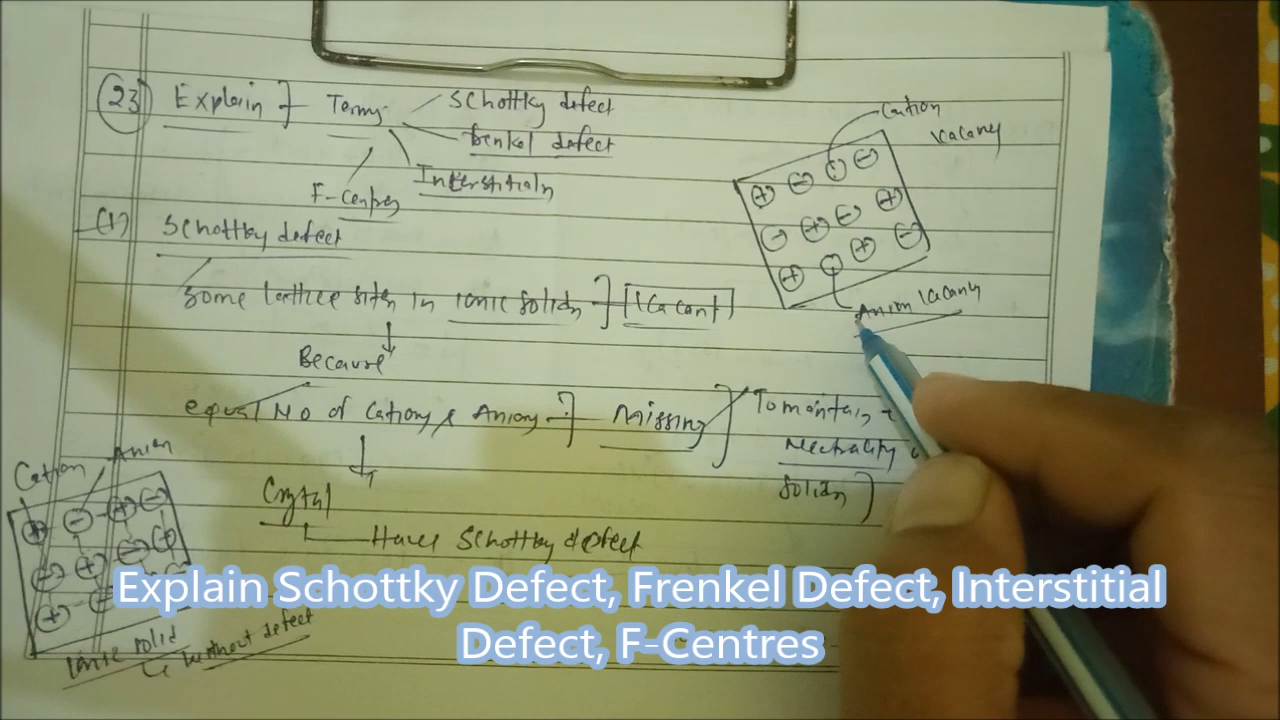 (23) Explain } Terms Schottky defect
Frenkel defect
Interstitials
F-Centres
Cation
Vacancy
(1) Schottky defect
Some lattice sites in ionic solids } Vacant
Anion Vacancy
Because
equal No of Cations & Anions } Missing } To maintain
Neutrality
solids )
Crystal
Have Schottky defect
Cation
Anion
Ionic solid
Without defect
Explain Schottky Defect, Frenkel Defect, Interstitial
Defect, F-Centres